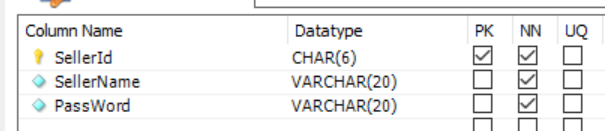 Column Name Datatype PK NN UQ
SellerId CHAR(6)
SellerName VARCHAR(20)
PassWord VARCHAR(20)